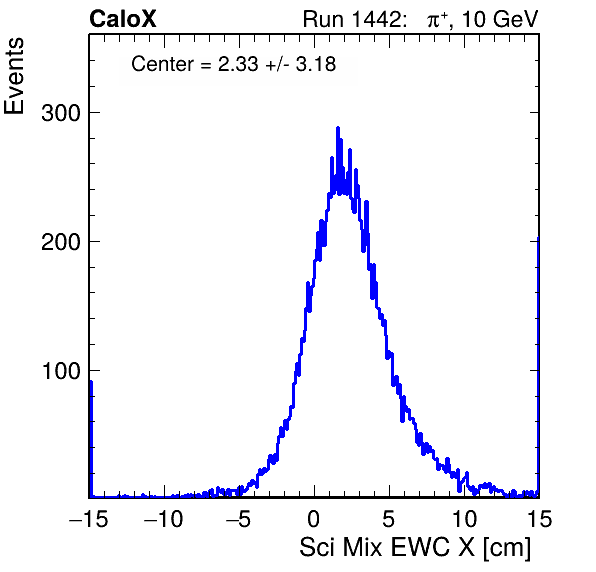 CaloX
Run 1442: π+, 10 GeV
Events
Center = 2.33 +/- 3.18
300
200
100
−15 −10 −5 0 5 10 15
Sci Mix EWC X [cm]